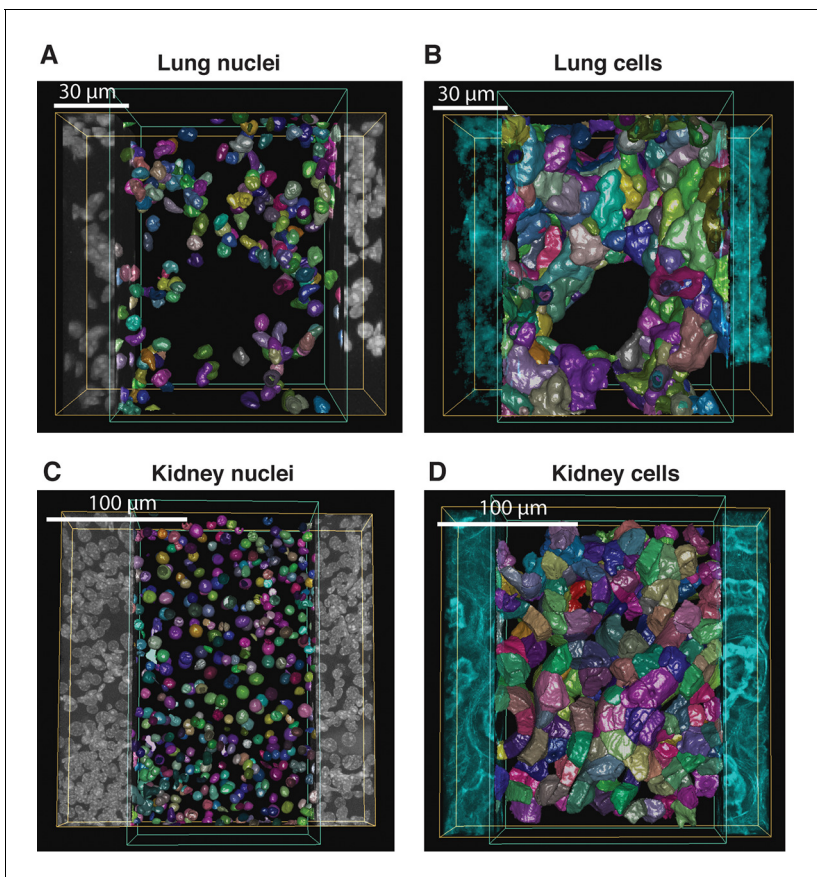 A
Lung nuclei
30 µm
B
Lung cells
30 µm
C
Kidney nuclei
100 µm
D
Kidney cells
100 µm